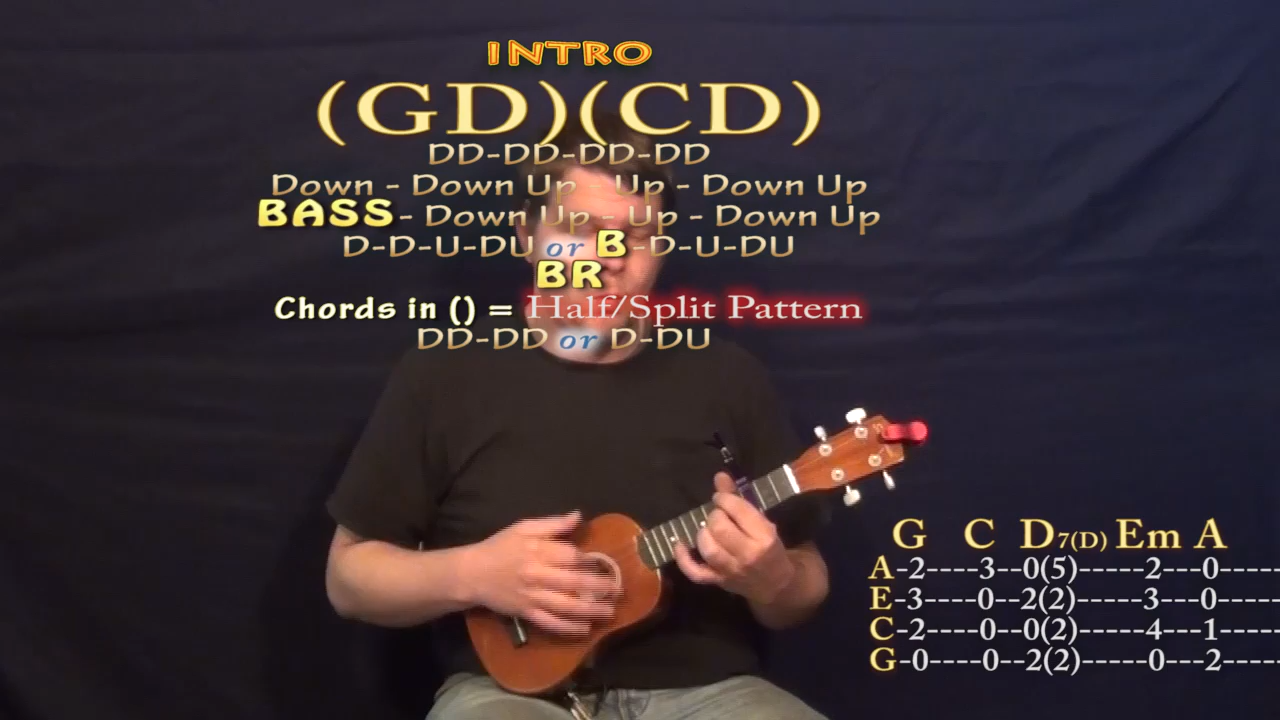 INTRO
(GD)(CD)
DD-DD-DD-DD
Down - Down Up - Up - Down Up
BASS - Down Up - Up - Down Up
D-D-U-DU or B-D-U-DU
BR
Chords in () = Half/Split Pattern
DD-DD or D-DU
G C D7(D) Em A
A-2----3--0(5)-----2---0-----
E-3----0--2(2)-----3---0-----
C-2----0--0(2)-----4---1-----
G-0----0--2(2)-----0---2-----